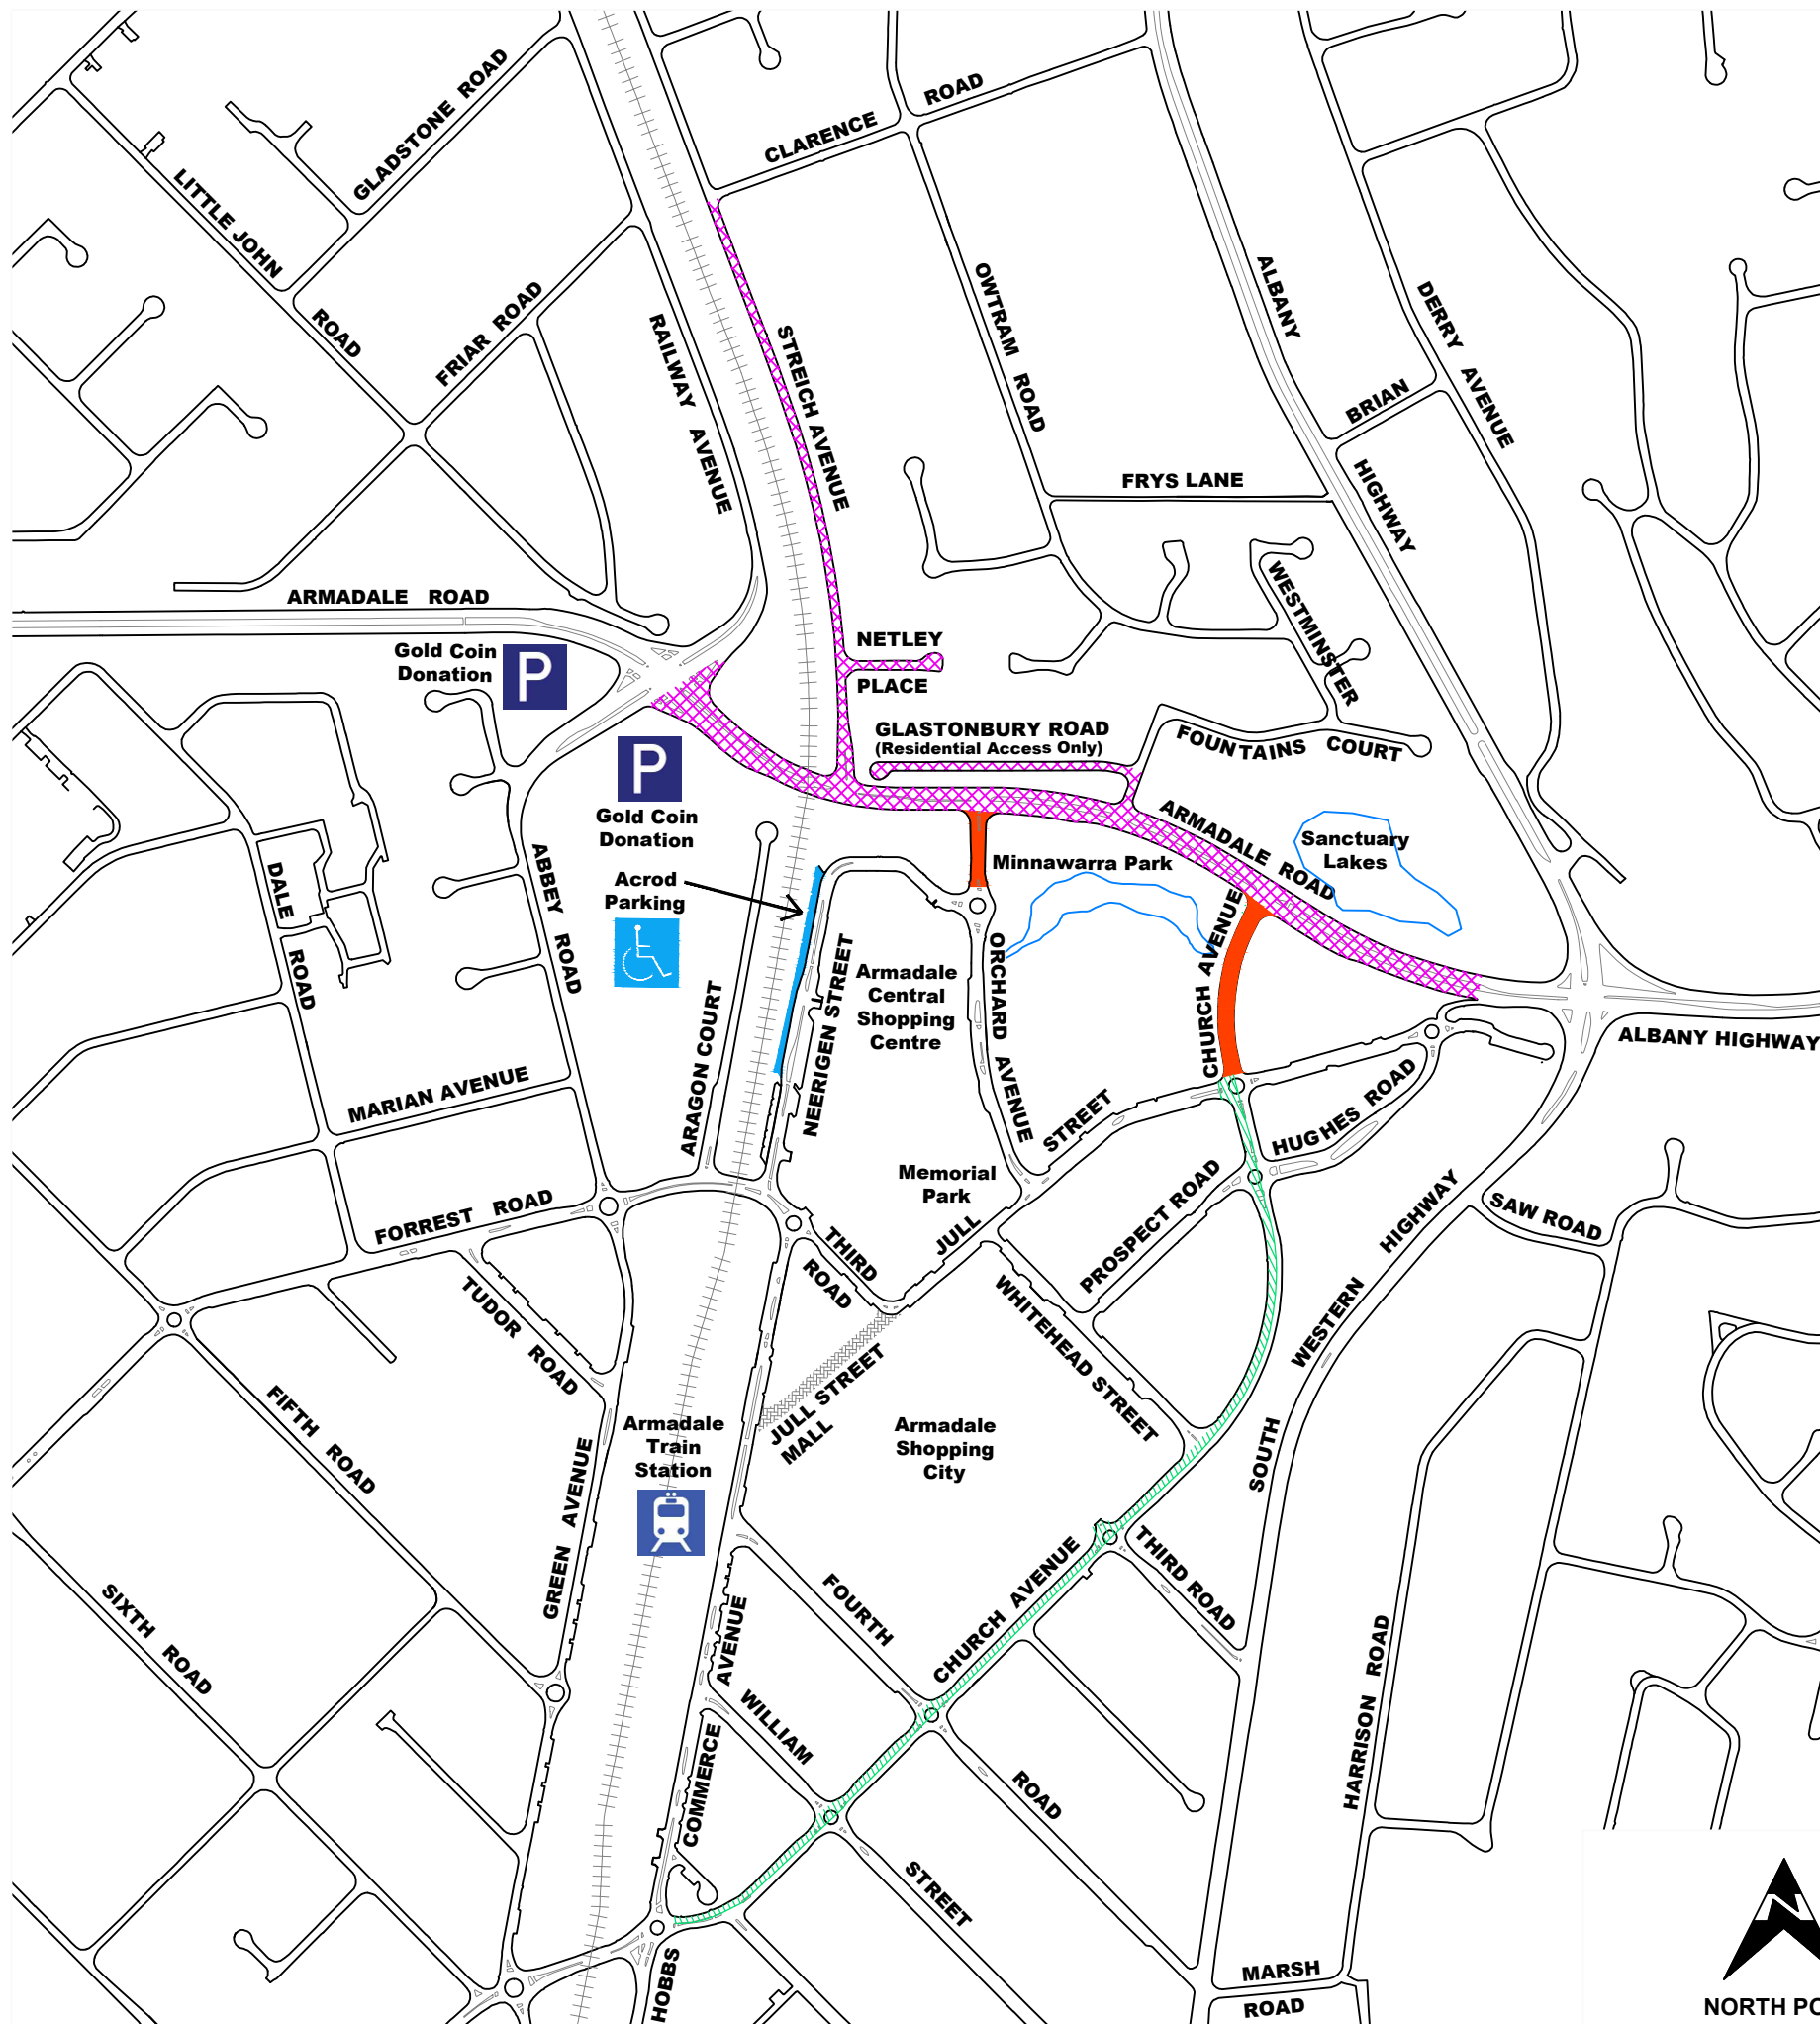 GLADSTONE ROAD
CLARENCE ROAD
LITTLE JOHN ROAD
FRIAR ROAD
RAILWAY AVENUE
STREICH AVENUE
OWTRAM ROAD
ALBANY HIGHWAY
DERRY AVENUE
BRIAN
FRYS LANE
WESTMINSTER
ARMADALE ROAD
Gold Coin
Donation
P
NETLEY
PLACE
GLASTONBURY ROAD
(Residential Access Only)
FOUNTAINS COURT
P
Gold Coin
Donation
ARMADALE ROAD
Sanctuary
Lakes
Minnawarra Park
Acrod
Parking
DALE ROAD
ABBEY ROAD
ARAGON COURT
NEERIGEN STREET
Armadale
Central
Shopping
Centre
ORCHARD AVENUE
CHURCH AVENUE
ALBANY HIGHWAY
MARIAN AVENUE
STREET
HUGHES ROAD
Memorial
Park
JULL
PROSPECT ROAD
SAW ROAD
FORREST ROAD
THIRD
ROAD
TUDOR ROAD
WHITEHEAD STREET
SOUTH WESTERN HIGHWAY
JULL STREET
MALL
FIFTH ROAD
Armadale
Train
Station
Armadale
Shopping
City
GREEN AVENUE
THIRD ROAD
SIXTH ROAD
FOURTH ROAD
CHURCH AVENUE
COMMERCE AVENUE
WILLIAM STREET
HARRISON ROAD
HOBBS
MARSH
ROAD
N
NORTH PO